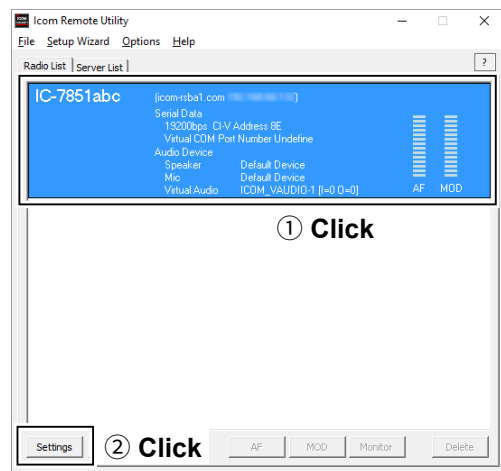 Icom Remote Utility
File Setup Wizard Options Help
Radio List Server List
?
IC-7851abc
(icom-rsba1.com )
Serial Data
19200bps CI-V Address 8E
Virtual COM Port Number Undefine
Audio Device
Speaker Default Device
Mic Default Device
Virtual Audio ICOM_VAUDIO-1 [I=0 O=0]
AF MOD
① Click
Settings ② Click AF MOD Monitor Delete